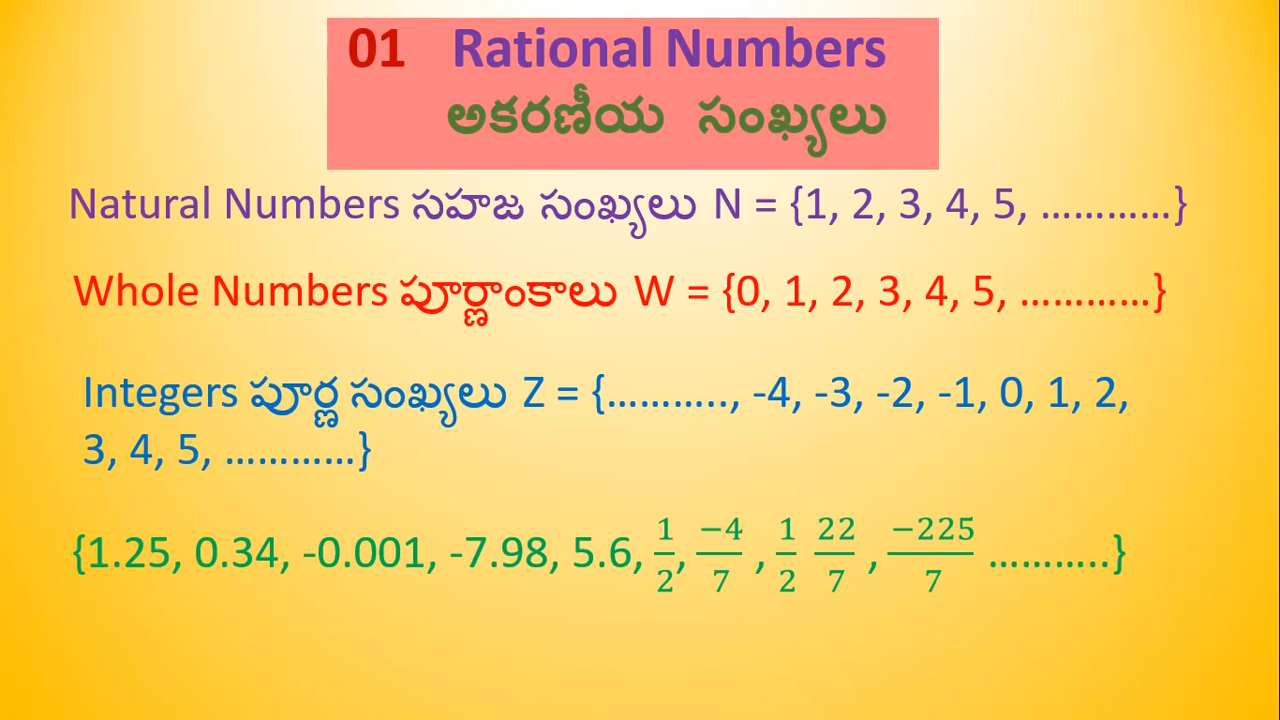 01 Rational Numbers
అకరణీయ సంఖ్యలు
Natural Numbers సహజ సంఖ్యలు N = {1, 2, 3, 4, 5, ............}
Whole Numbers పూర్ణాంకాలు W = {0, 1, 2, 3, 4, 5, ............}
Integers పూర్ణ సంఖ్యలు Z = {..........., -4, -3, -2, -1, 0, 1, 2,
3, 4, 5, ............}
{1.25, 0.34, -0.001, -7.98, 5.6, 1/2, −4/7 , 1/2 22/7 , −225/7 ...........}